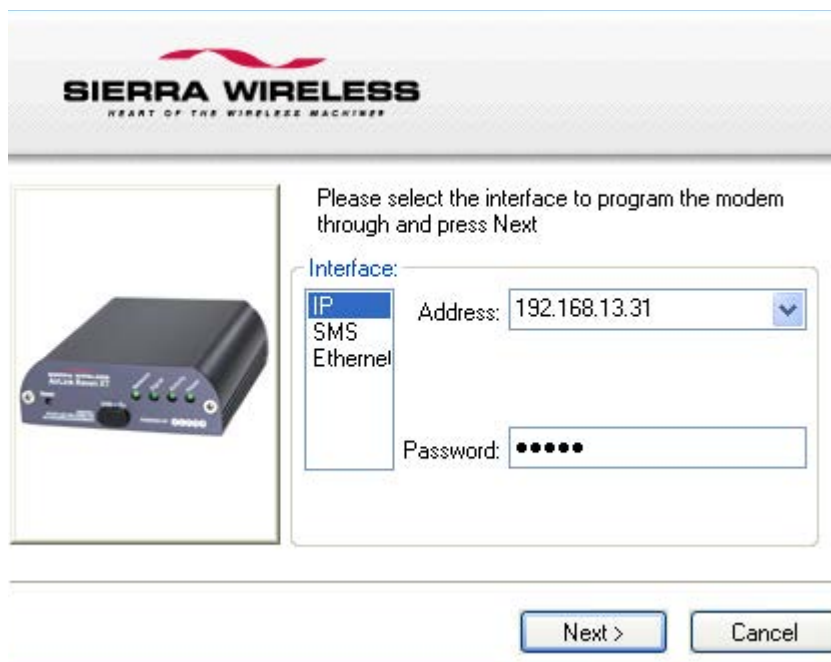 SIERRA WIRELESS
HEART OF THE WIRELESS MACHINE®
Please select the interface to program the modem
through and press Next
Interface:
IP
SMS
Ethernet
Address: 192.168.13.31
Password: •••••
Next >
Cancel